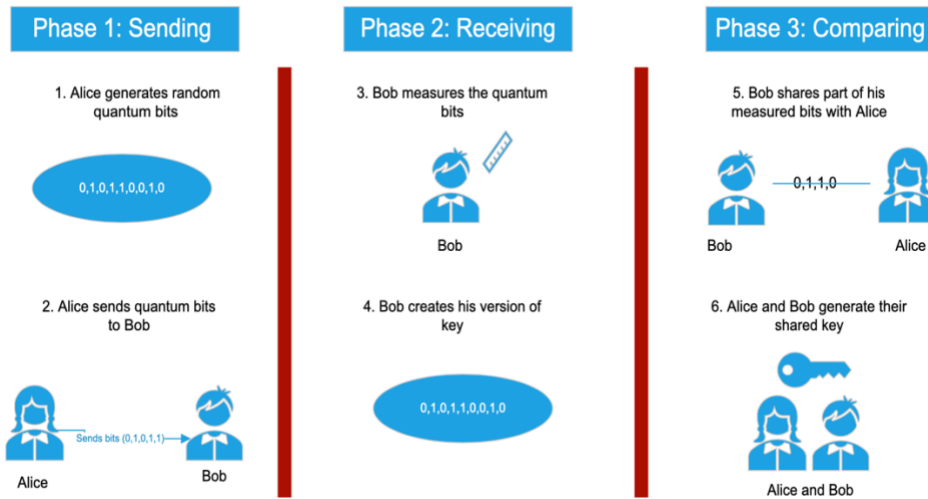 Phase 1: Sending
1. Alice generates random
quantum bits
0,1,0,1,1,0,0,1,0
2. Alice sends quantum bits
to Bob
Sends bits (0,1,0,1,1)
Alice
Bob
Phase 2: Receiving
3. Bob measures the quantum
bits
Bob
4. Bob creates his version of
key
0,1,0,1,1,0,0,1,0
Phase 3: Comparing
5. Bob shares part of his
measured bits with Alice
0,1,1,0
Bob
Alice
6. Alice and Bob generate their
shared key
Alice and Bob